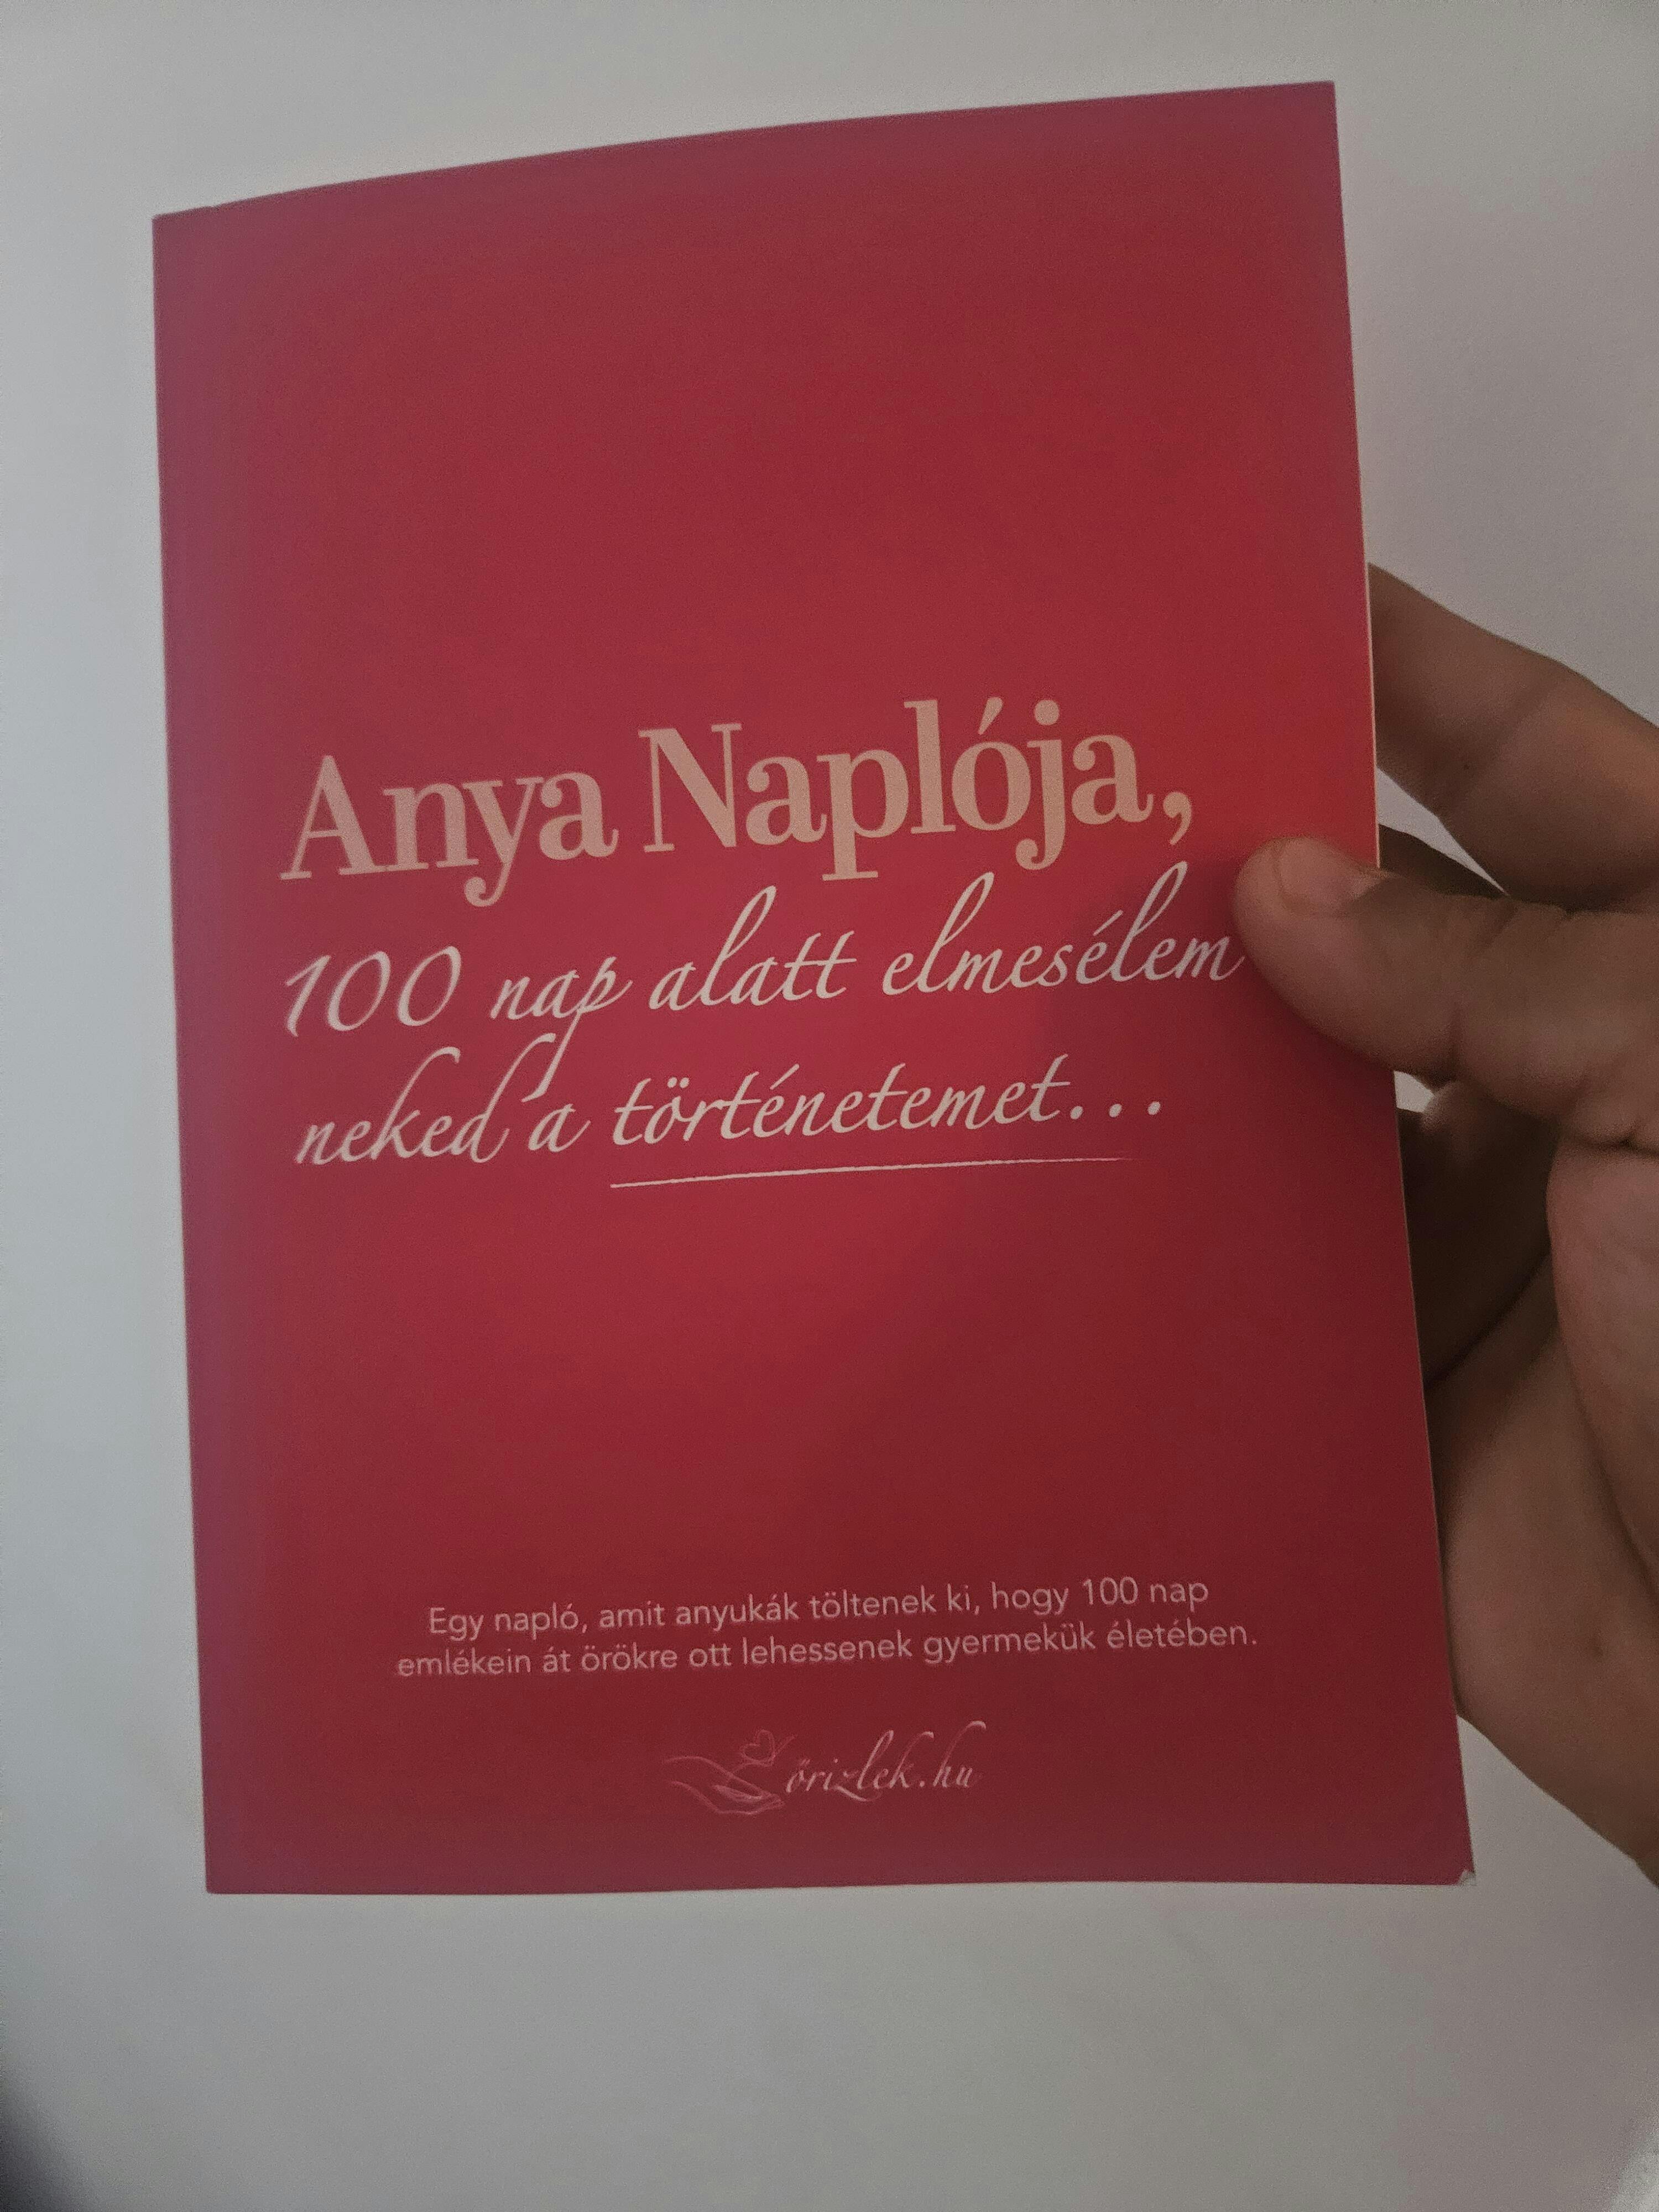 Anya Naplója,
100 nap alatt elmesélem
neked a történetemet...
Egy napló, amit anyukák töltenek ki, hogy 100 nap
emlékein át örökre ott lehessenek gyermekük életében.
örizlek.hu